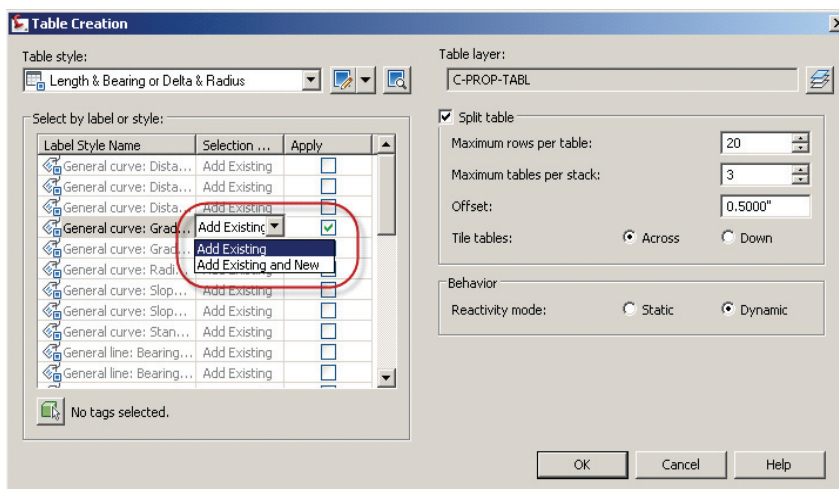 Table Creation
Table style:
Length & Bearing or Delta & Radius
Select by label or style:
Label Style Name Selection ... Apply
General curve: Dista... Add Existing
General curve: Dista... Add Existing
General curve: Dista... Add Existing
General curve: Grad... Add Existing
General curve: Grad... Add Existing
General curve: Radi... Add Existing and New
General curve: Slop... Add Existing
General curve: Slop... Add Existing
General curve: Stan... Add Existing
General line: Bearing... Add Existing
General line: Bearing... Add Existing
No tags selected.
Table layer:
C-PROP-TABL
Split table
Maximum rows per table: 20
Maximum tables per stack: 3
Offset: 0.5000"
Tile tables: Across Down
Behavior
Reactivity mode: Static Dynamic
OK Cancel Help